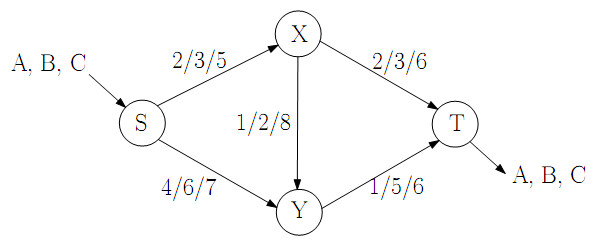 X
A, B, C
2/3/5
2/3/6
S
1/2/8
T
A, B, C
4/6/7
1/5/6
Y